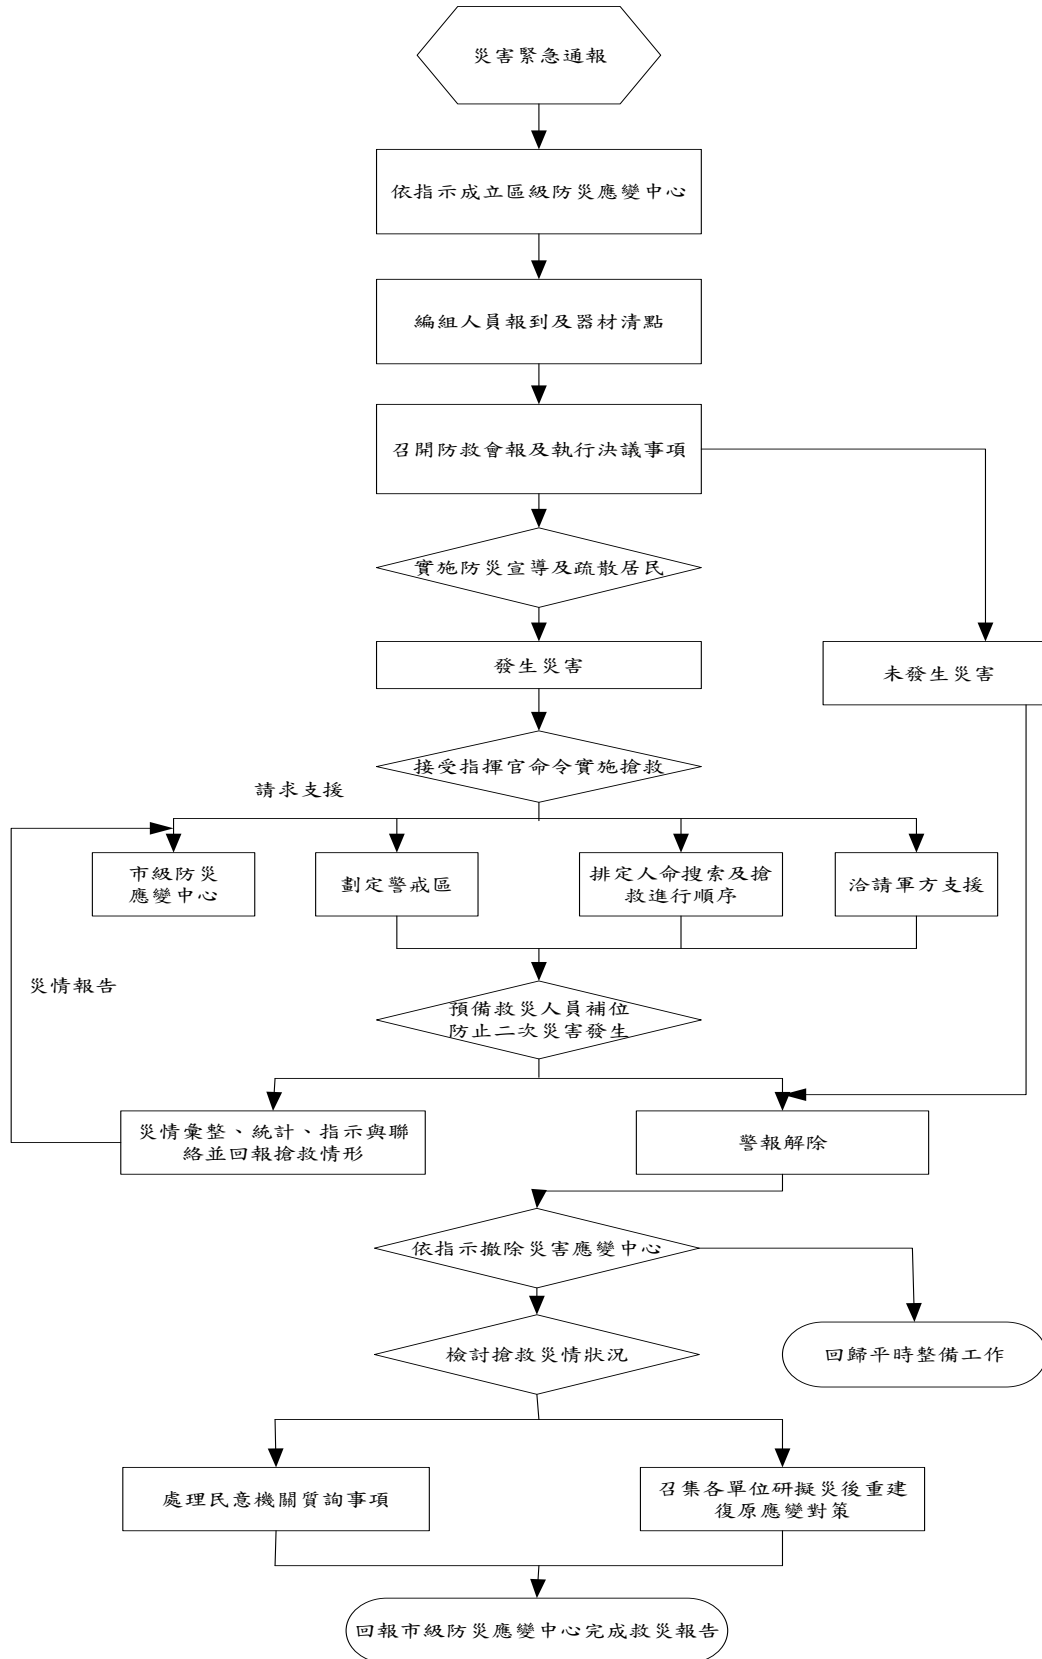 災害緊急通報
依指示成立區級防災應變中心
編組人員報到及器材清點
召開防救會報及執行決議事項
實施防災宣導及疏散居民
發生災害
未發生災害
接受指揮官命令實施搶救
請求支援
市級防災
應變中心
劃定警戒區
排定人命搜索及搶
救進行順序
洽請軍方支援
災情報告
預備救災人員補位
防止二次災害發生
災情彙整、統計、指示與聯
絡並回報搶救情形
警報解除
依指示撤除災害應變中心
檢討搶救災情狀況
回歸平時整備工作
處理民意機關質詢事項
召集各單位研擬災後重建
復原應變對策
回報市級防災應變中心完成救災報告